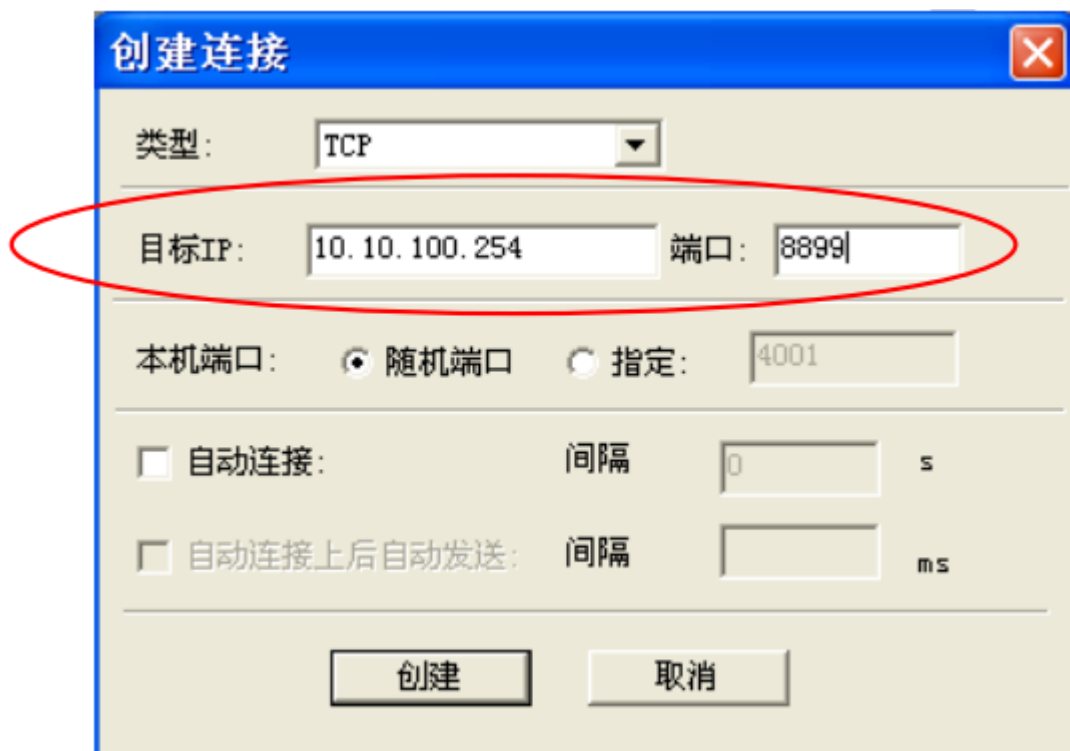 创建连接
类型: TCP
目标IP: 10.10.100.254 端口: 8899
本机端口: 随机端口 指定: 4001
自动连接: 间隔 0 s
自动连接上后自动发送: 间隔 ms
创建 取消